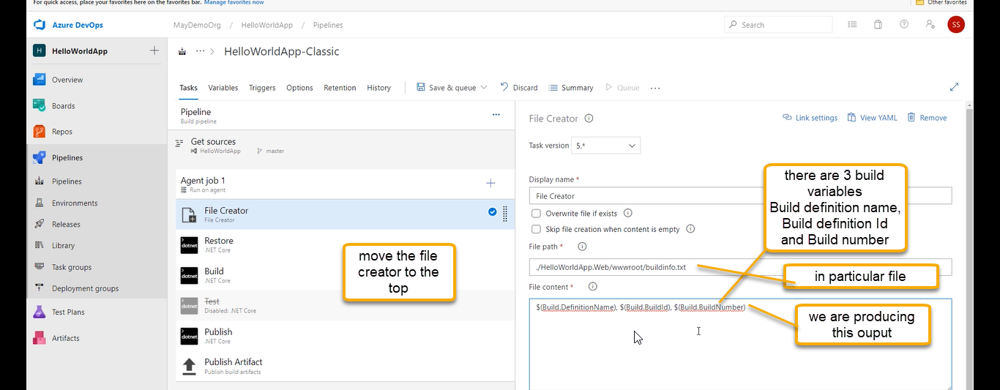 For quick access, place your favorites here on the favorites bar. Manage favorites now
Other favorites
Azure DevOps
MayDemoOrg / HelloWorldApp / Pipelines
Search
SS
H HelloWorldApp
HelloWorldApp-Classic
Overview
Boards
Repos
Pipelines
Pipelines
Environments
Releases
Library
Task groups
Deployment groups
Test Plans
Artifacts
Tasks Variables Triggers Options Retention History Save & queue Discard Summary Queue
Pipeline
Build pipeline
Get sources
HelloWorldApp master
Agent job 1
Run on agent
File Creator
File Creator
dotnet Restore
.NET Core
dotnet Build
.NET Core
dotnet Test
Disabled: .NET Core
dotnet Publish
.NET Core
Publish Artifact
Publish build artifacts
move the file
creator to the
top
File Creator
Link settings View YAML Remove
Task version 5.*
Display name *
File Creator
Overwrite file if exists
Skip file creation when content is empty
File path *
./HelloWorldApp.Web/wwwroot/buildinfo.txt
File content *
$(Build.DefinitionName), $(Build.BuildId), $(Build.BuildNumber)
there are 3 build
variables
Build definition name,
Build definition Id
and Build number
in particular file
we are producing
this ouput